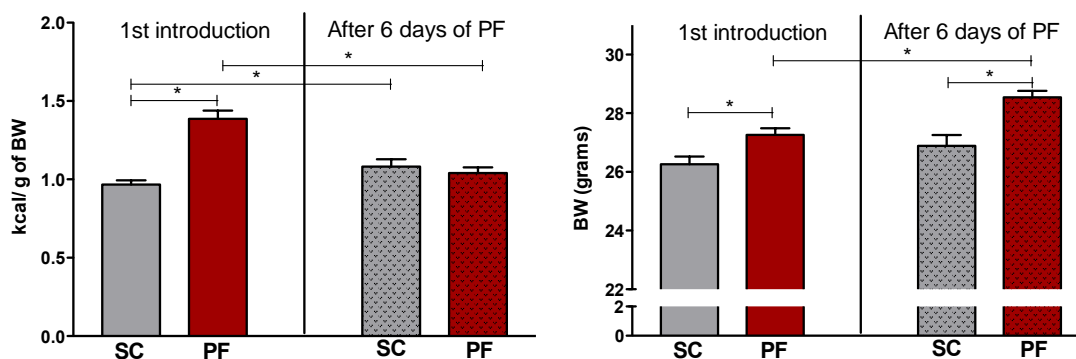 1st introduction
After 6 days of PF
*
*
*
kcal/ g of BW
2.0
1.5
1.0
0.5
0.0
SC
PF
SC
PF
1st introduction
After 6 days of PF
*
*
*
BW (grams)
30
28
26
24
22
2
0
SC
PF
SC
PF